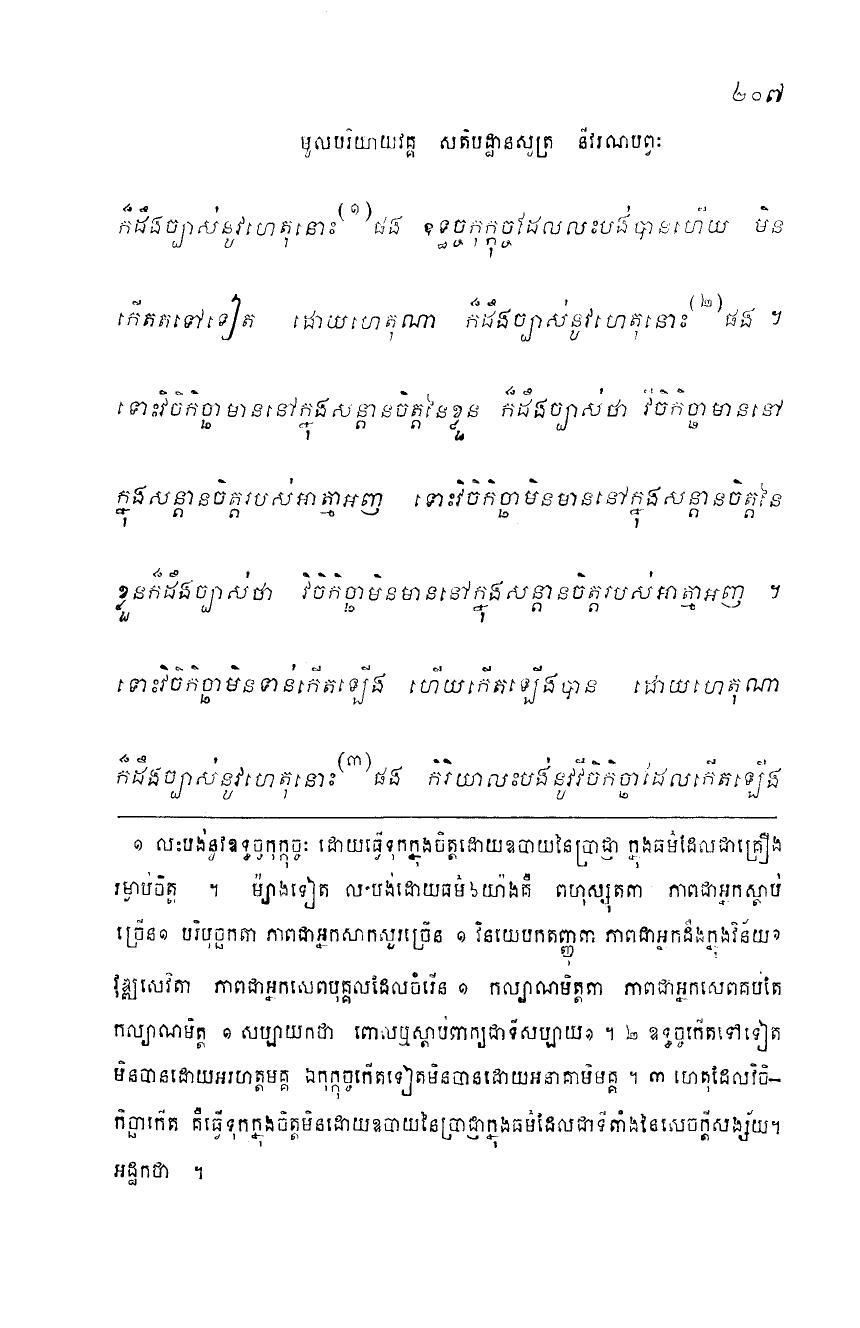 ២០៧
មូលបរិយាយវគ្គ សតិបដ្ឋានសូត្រ នីវរណបព្វៈ
ក៏ដឹងច្បាស់នូវហេតុនោះ(១)ផង ឧទ្ធច្ចកុក្កុច្ចដែលលះបង់បានហើយ មិន
កើតតទៅទៀត ដោយហេតុណា ក៏ដឹងច្បាស់នូវហេតុនោះ(២)ផង ។
ទោះវិចិកិច្ឆាមាននៅក្នុងសន្តានចិត្តនៃខ្លួន ក៏ដឹងច្បាស់ថា វិចិកិច្ឆាមាននៅ
ក្នុងសន្តានចិត្តរបស់អាត្មាអញ ទោះវិចិកិច្ឆាមិនមាននៅក្នុងសន្តានចិត្តនៃ
ខ្លួនក៏ដឹងច្បាស់ថា វិចិកិច្ឆាមិនមាននៅក្នុងសន្តានចិត្តរបស់អាត្មាអញ ។
ទោះវិចិកិច្ឆាមិនទាន់កើតឡើង ហើយកើតឡើងបាន ដោយហេតុណា
ក៏ដឹងច្បាស់នូវហេតុនោះ(៣)ផង កិរិយាលះបង់នូវវិចិកិច្ឆាដែលកើតឡើង
១ លះបង់នូវឧទ្ធច្ចកុក្កុច្ចៈ ដោយធ្វើទុកក្នុងចិត្តដោយឧបាយនៃប្រាជ្ញា ក្នុងធម៌ដែលជាគ្រឿង
រម្ងាប់ចិត្ត ។ ម៉្យាងទៀត លះបង់ដោយធម៌៦យ៉ាងគឺ ពហុស្សុតតា ភាពជាអ្នកស្តាប់
ច្រើន១ បរិបុច្ឆកតា ភាពជាអ្នកសាកសួរច្រើន ១ វិនយេបកតញ្ញុតា ភាពជាអ្នកដឹងក្នុងវិន័យ១
វុឌ្ឍសេវិតា ភាពជាអ្នកសេពបុគ្គលដែលចំរើន ១ កល្យាណមិត្តតា ភាពជាអ្នកសេពគប់តែ
កល្យាណមិត្ត ១ សប្បាយកថា ពោលឬស្តាប់ពាក្យជាទីសប្បាយ១ ។ ២ ឧទ្ធច្ចកើតទៅទៀត
មិនបានដោយអរហត្តមគ្គ ឯកុក្កុច្ចកើតទៀតមិនបានដោយអនាគាមិមគ្គ ។ ៣ ហេតុដែលវិចិ–
កិច្ឆាកើត គឺធ្វើទុកក្នុងចិត្តមិនដោយឧបាយនៃប្រាជ្ញាក្នុងធម៌ដែលជាទីតាំងនៃសេចក្តីសង្ស័យ។
អដ្ឋកថា ។